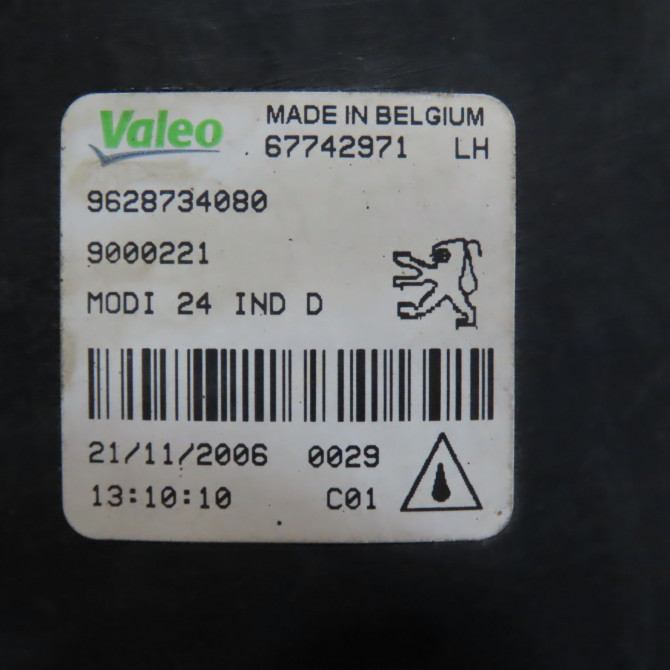 Valeo
MADE IN BELGIUM
67742971 LH
9628734080
9000221
MODI 24 IND D
21/11/2006 0029
13:10:10 C01